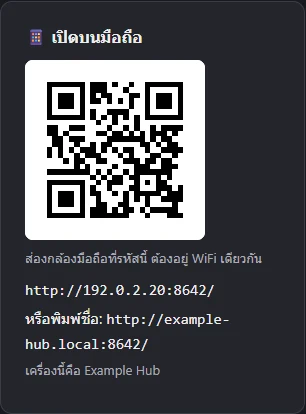 เปิดบนมือถือ
ส่องกล้องมือถือที่รหัสนี้ ต้องอยู่ WiFi เดียวกัน
http://192.0.2.20:8642/
หรือพิมพ์ชื่อ: http://example-
hub.local:8642/
เครื่องนี้คือ Example Hub